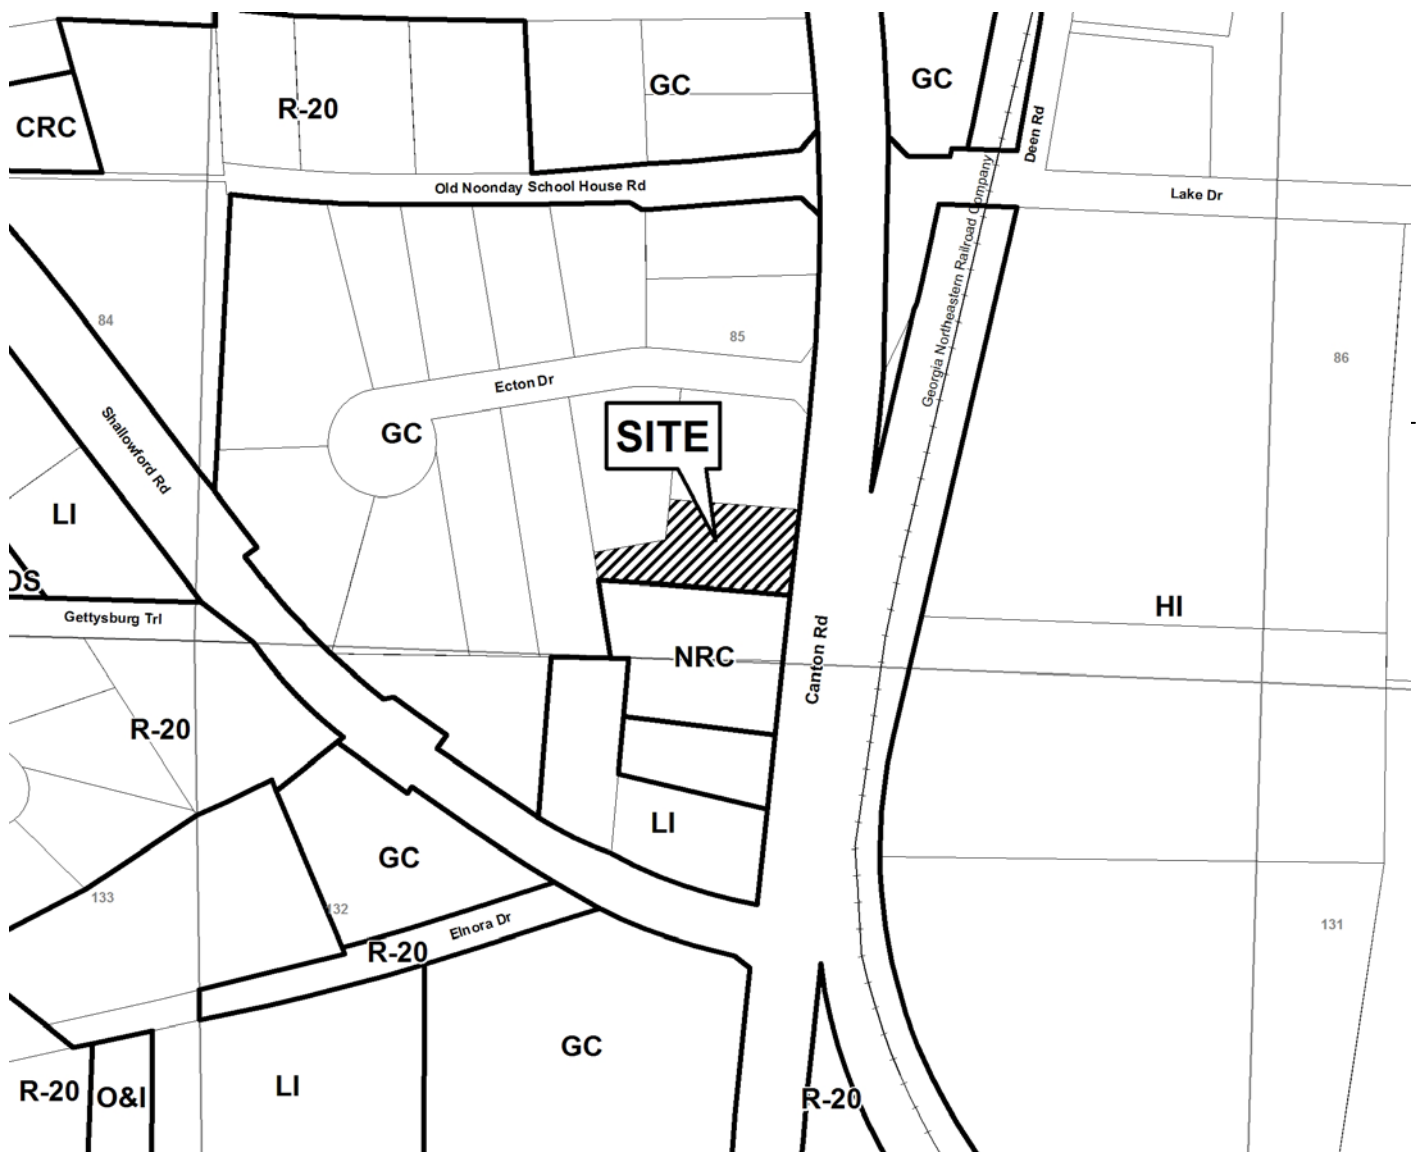 GC
GC
R-20
CRC
Deen Rd
Old Noonday School House Rd
Lake Dr
Georgia Northeastern Railroad Company
84
85
86
Ecton Dr
Shallowford Rd
GC
SITE
LI
OS
Gettysburg Trl
HI
NRC
Canton Rd
R-20
LI
GC
133
132
131
Elnora Dr
R-20
GC
R-20
O&I
LI
R-20